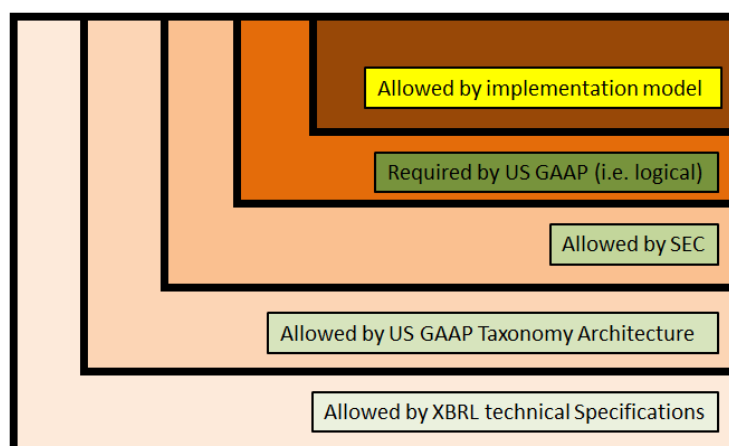 Allowed by implementation model
Required by US GAAP (i.e. logical)
Allowed by SEC
Allowed by US GAAP Taxonomy Architecture
Allowed by XBRL technical Specifications